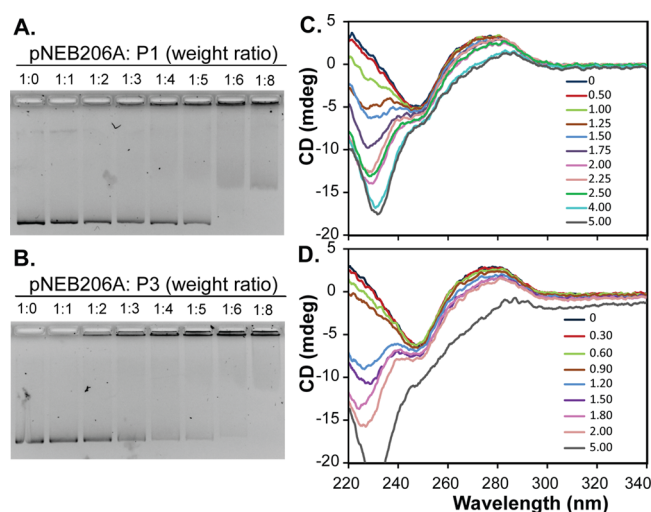 A.
pNEB206A: P1 (weight ratio)
1:0 1:1 1:2 1:3 1:4 1:5 1:6 1:8
B.
pNEB206A: P3 (weight ratio)
1:0 1:1 1:2 1:3 1:4 1:5 1:6 1:8
C.
CD (mdeg)
5
0
-5
-10
-15
-20
0
0.50
1.00
1.25
1.50
1.75
2.00
2.25
2.50
4.00
5.00
D.
CD (mdeg)
5
0
-5
-10
-15
-20
0
0.30
0.60
0.90
1.20
1.50
1.80
2.00
5.00
220 240 260 280 300 320 340
Wavelength (nm)